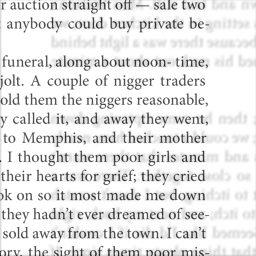 r auction straight off — sale two
anybody could buy private be-
funeral, along about noon- time,
jolt. A couple of nigger traders
old them the niggers reasonable,
y called it, and away they went,
to Memphis, and their mother
. I thought them poor girls and
their hearts for grief; they cried
ok on so it most made me down
they hadn't ever dreamed of see-
sold away from the town. I can't
ory, the sight of them poor mis-